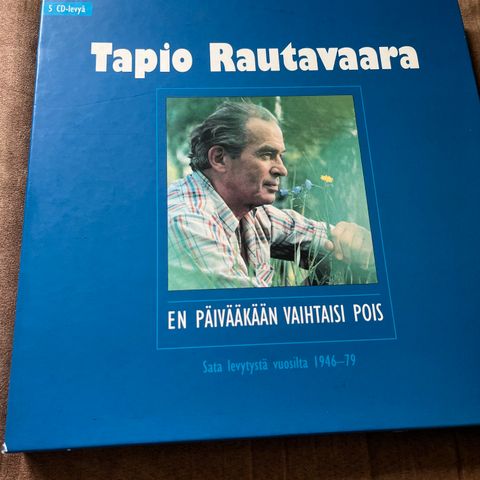 5 CD-levyä
Tapio Rautavaara
EN PÄIVÄÄKÄÄN VAIHTAISI POIS
Sata levytystä vuosilta 1946–79